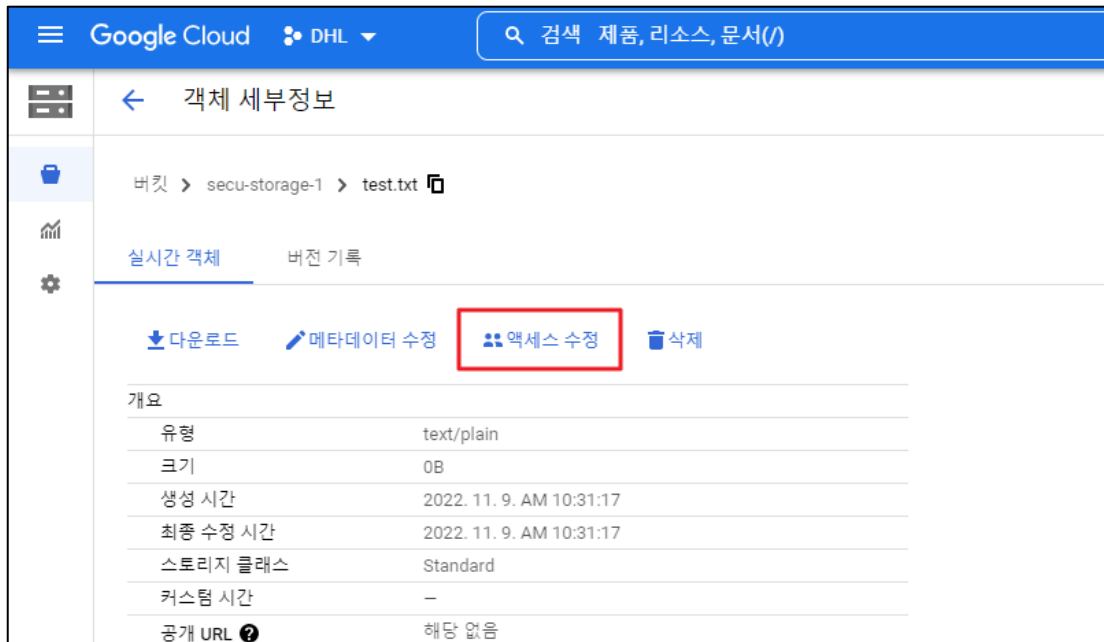 Google Cloud DHL 검색 제품, 리소스, 문서(/)
객체 세부정보
버킷 > secu-storage-1 > test.txt
실시간 객체 버전 기록
다운로드 메타데이터 수정 액세스 수정 삭제
개요
유형 text/plain
크기 0B
생성 시간 2022. 11. 9. AM 10:31:17
최종 수정 시간 2022. 11. 9. AM 10:31:17
스토리지 클래스 Standard
커스텀 시간 —
공개 URL ? 해당 없음